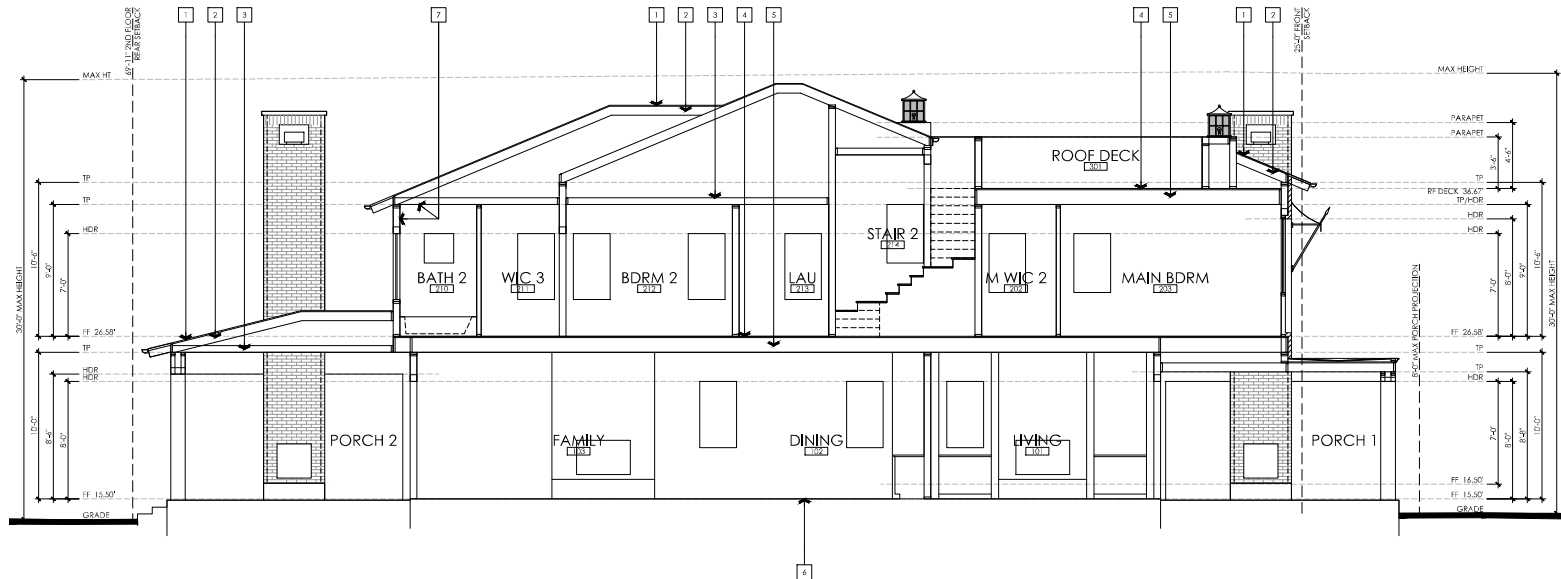 1
2
3
7
1
2
3
4
5
4
5
1
2
69'-11" 2ND FLOOR
REAR SETBACK
25'-0" FRONT
SETBACK
MAX HT
MAX HEIGHT
PARAPET
PARAPET
3'-6"
4'-6"
ROOF DECK
301
TP
TP
RF DECK 36.67'
TP
TP/HDR
HDR
HDR
HDR
10'-6"
9'-0"
7'-0"
30'-0" MAX HEIGHT
BATH 2
210
WIC 3
211
BDRM 2
212
LAU
213
STAIR 2
214
M WIC 2
202
MAIN BDRM
203
7'-0"
8'-0"
9'-0"
10'-6"
30'-0" MAX HEIGHT
8'-0" MAX PORCH PROJECTION
FF 26.58'
FF 26.58'
TP
TP
HDR
TP
HDR
HDR
10'-0"
8'-6"
8'-0"
PORCH 2
FAMILY
103
DINING
102
LIVING
101
PORCH 1
7'-0"
8'-0"
8'-8"
10'-0"
FF 16.50'
FF 15.50'
FF 15.50'
GRADE
GRADE
6